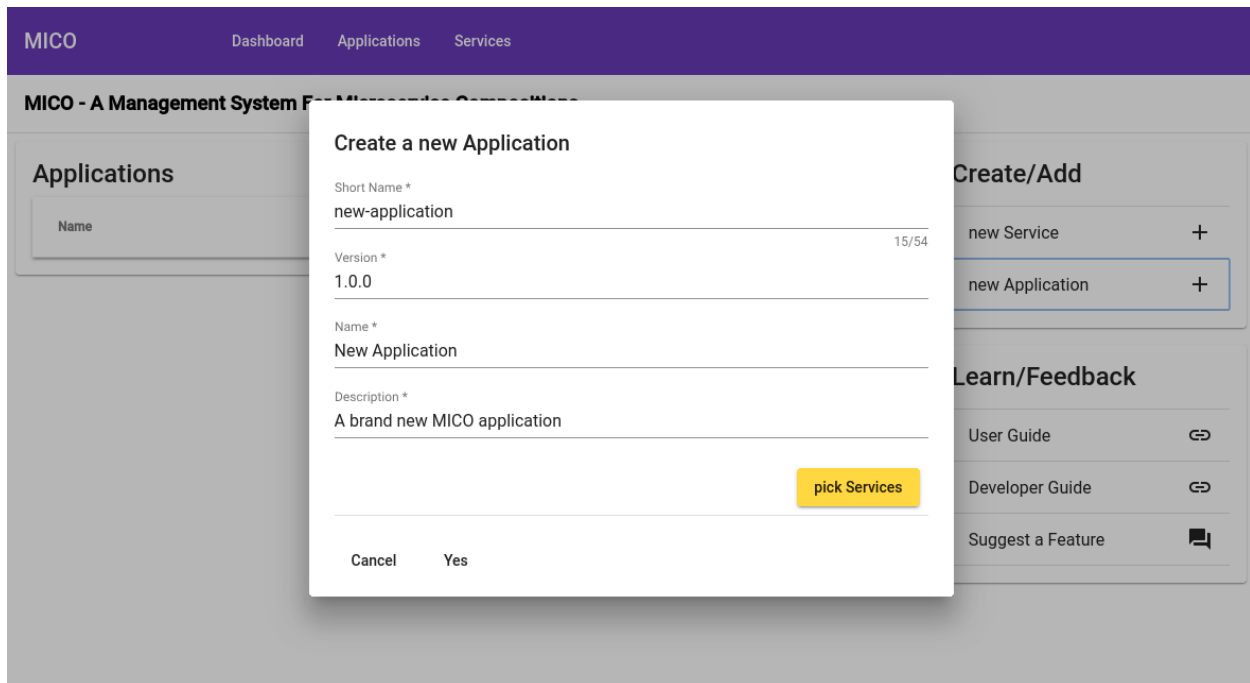 MICO
Dashboard Applications Services
MICO - A Management System
Applications
Name
Create a new Application
Short Name *
new-application
15/54
Version *
1.0.0
Name *
New Application
Description *
A brand new MICO application
pick Services
Cancel Yes
Create/Add
new Service
new Application
Learn/Feedback
User Guide
Developer Guide
Suggest a Feature